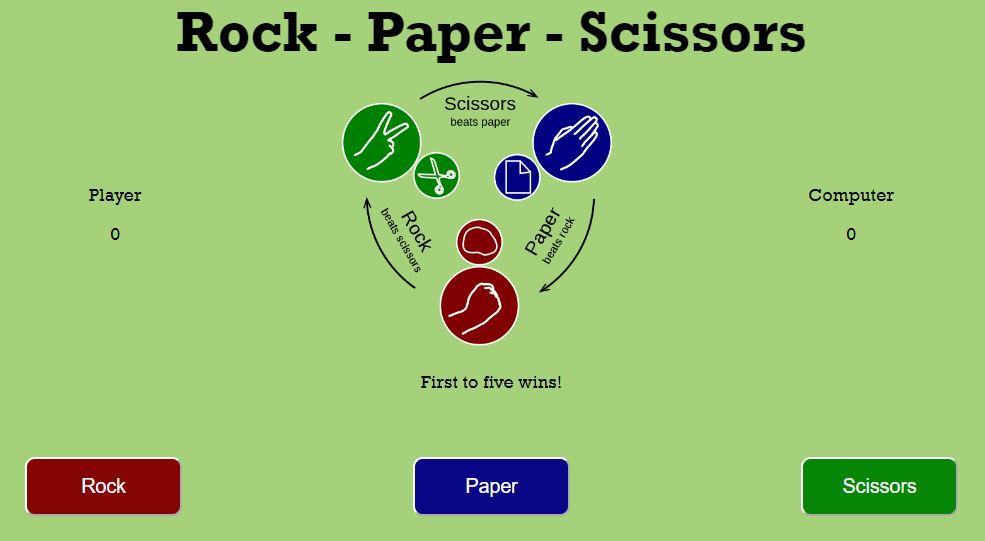 Rock - Paper - Scissors
Scissors
beats paper
Player
Computer
0
0
Rock
beats scissors
Paper
beats rock
First to five wins!
Rock
Paper
Scissors